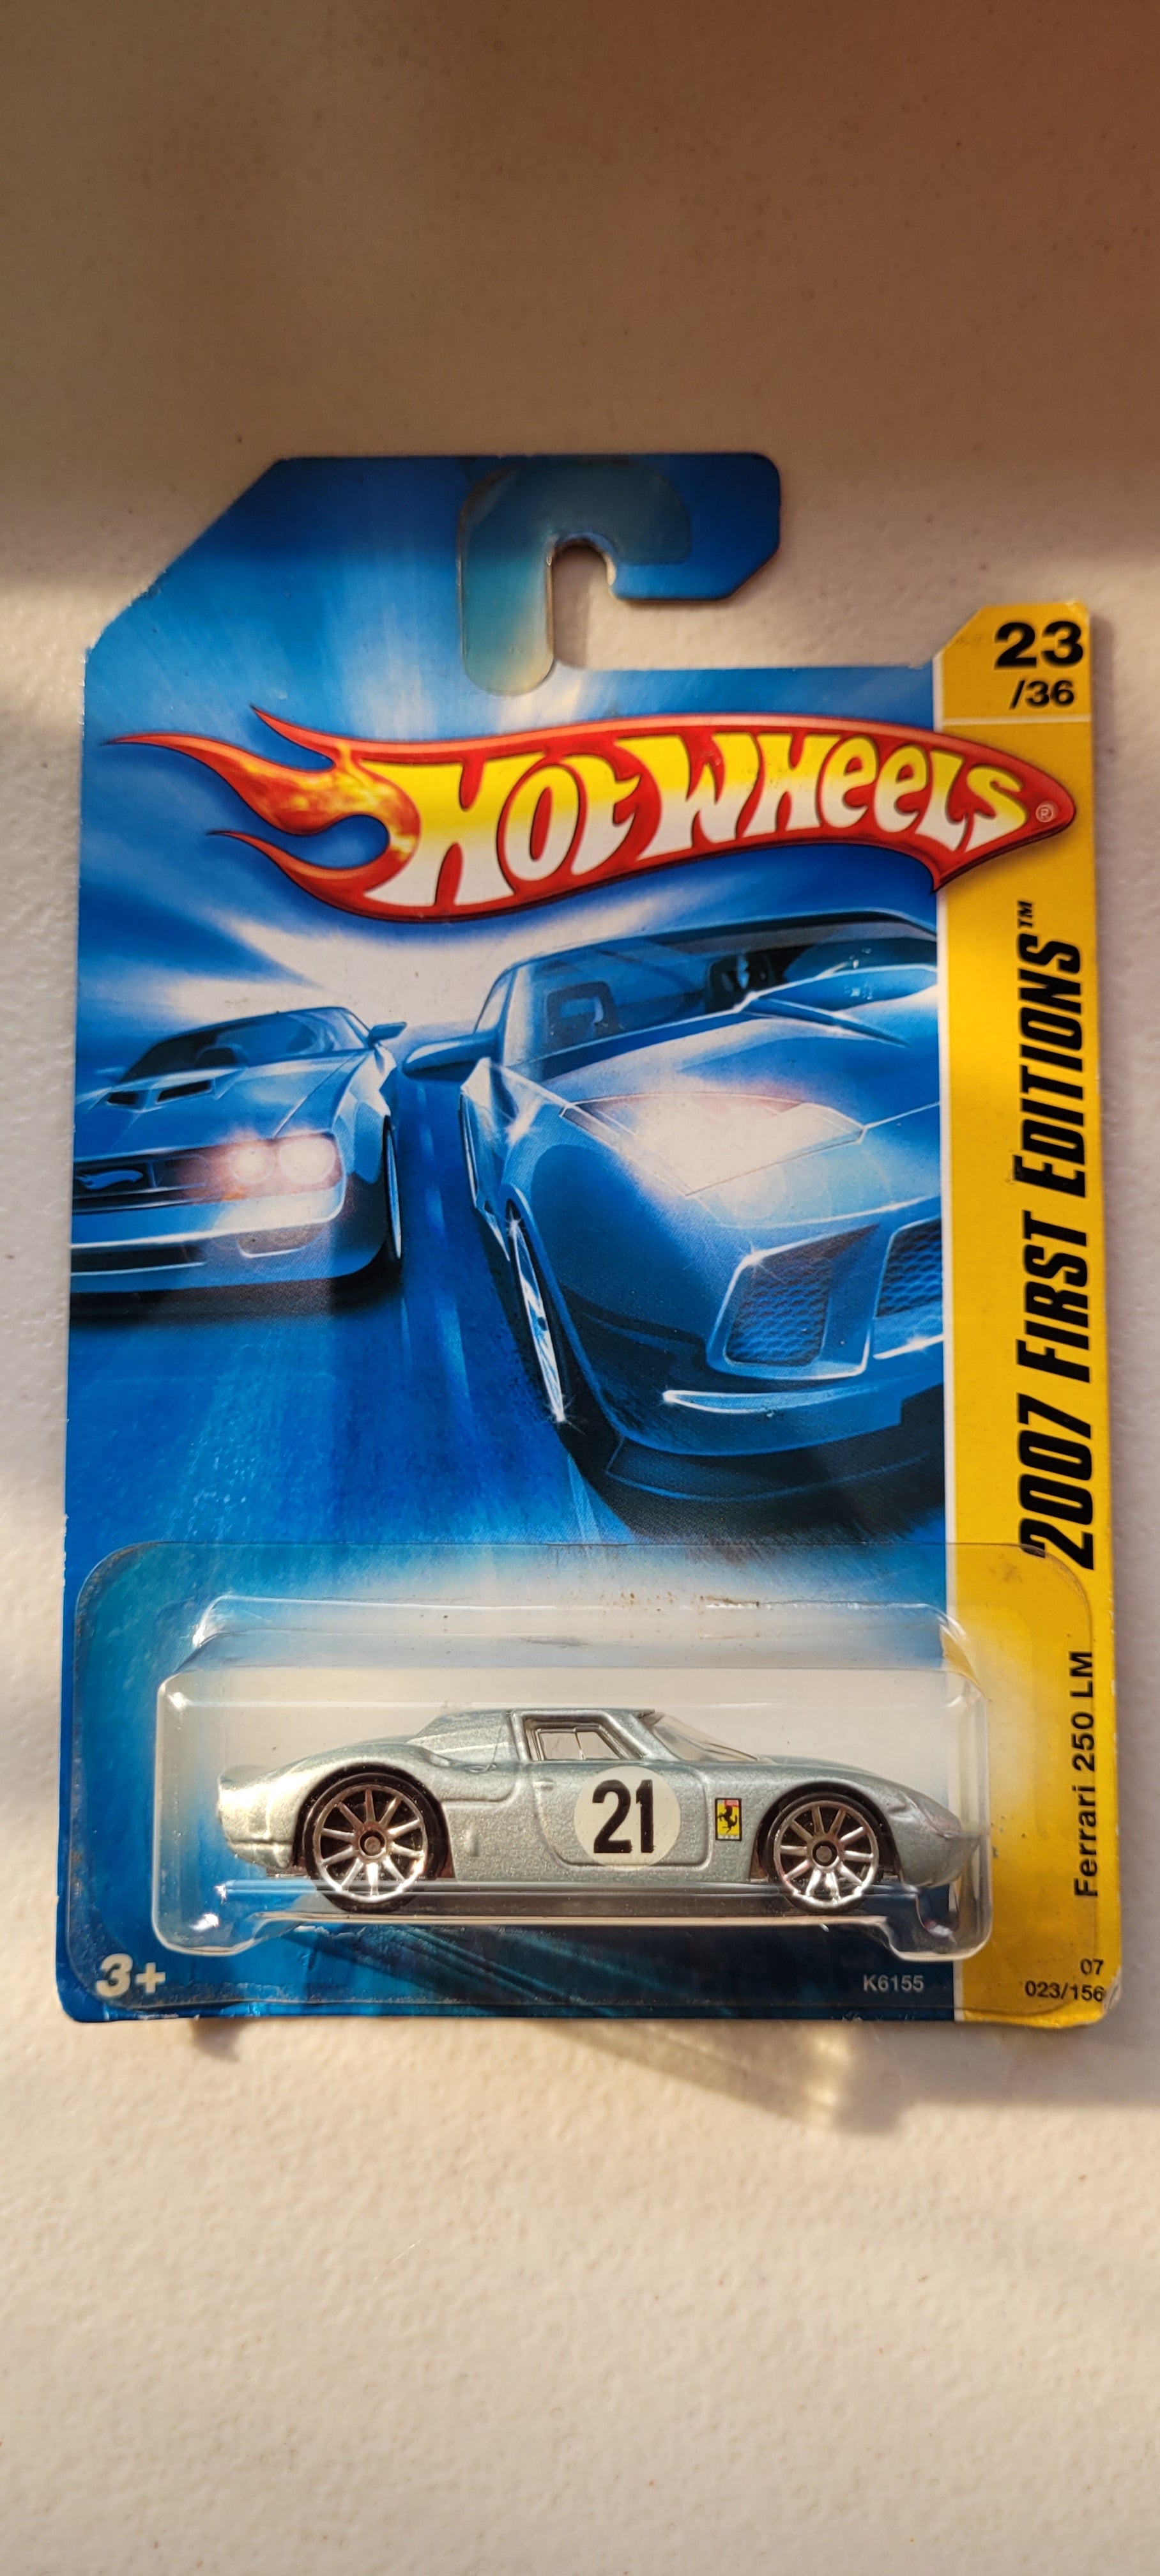 23
/36
HOT WHEELS®
2007 FIRST EDITIONS™
Ferrari 250 LM
21
3+
K6155
07
023/156